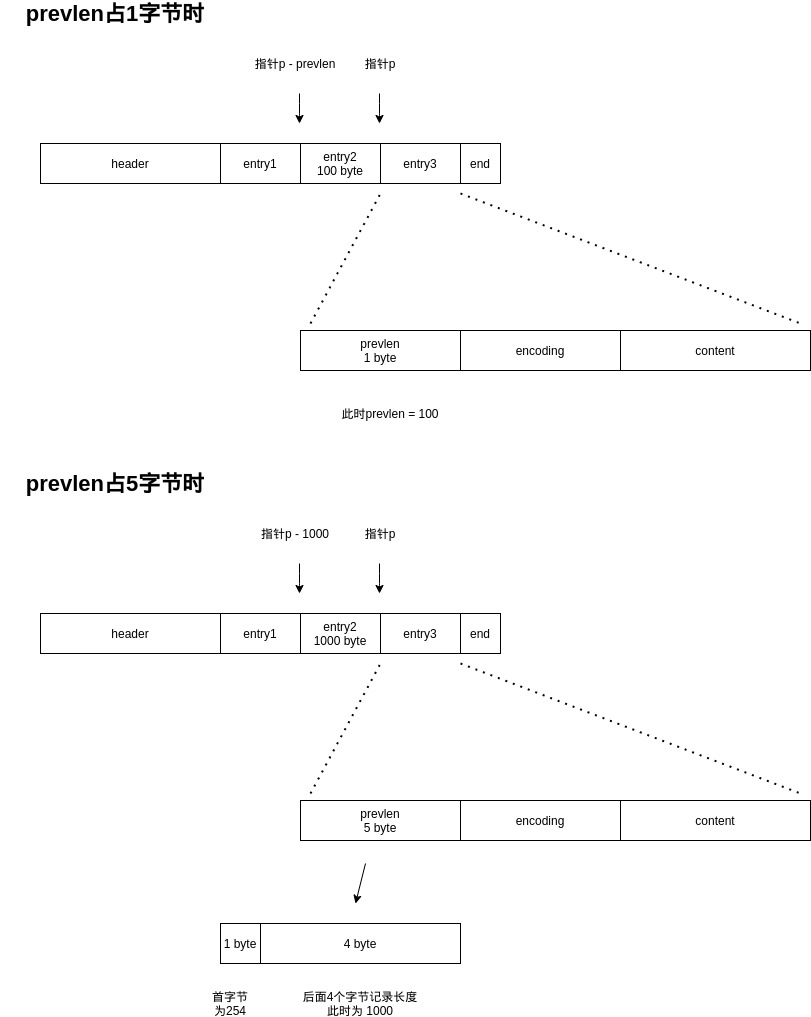 prevlen占1字节时
指针p - prevlen
指针p
header
entry1
entry2
100 byte
entry3
end
prevlen
1 byte
encoding
content
此时prevlen = 100
prevlen占5字节时
指针p - 1000
指针p
header
entry1
entry2
1000 byte
entry3
end
prevlen
5 byte
encoding
content
1 byte
4 byte
首字节
为254
后面4个字节记录长度
此时为 1000